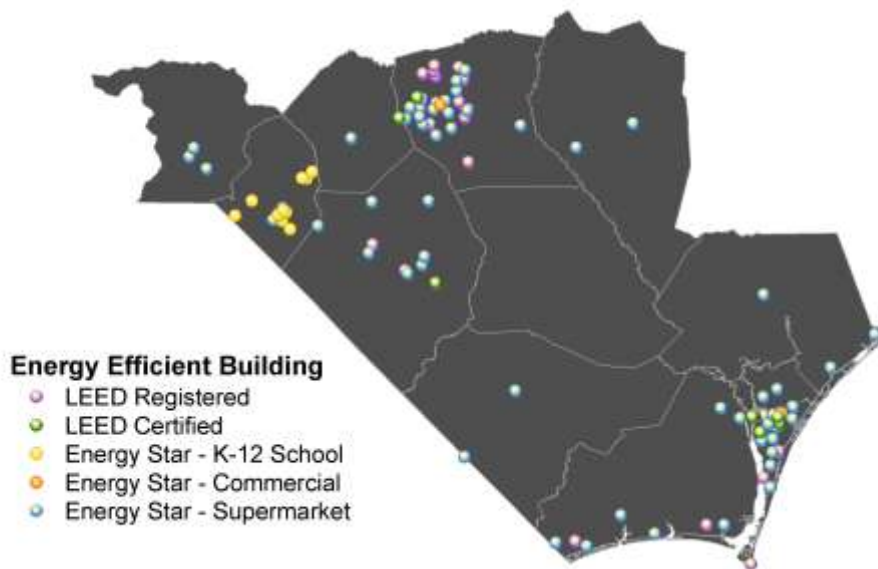 Energy Efficient Building
LEED Registered
LEED Certified
Energy Star - K-12 School
Energy Star - Commercial
Energy Star - Supermarket